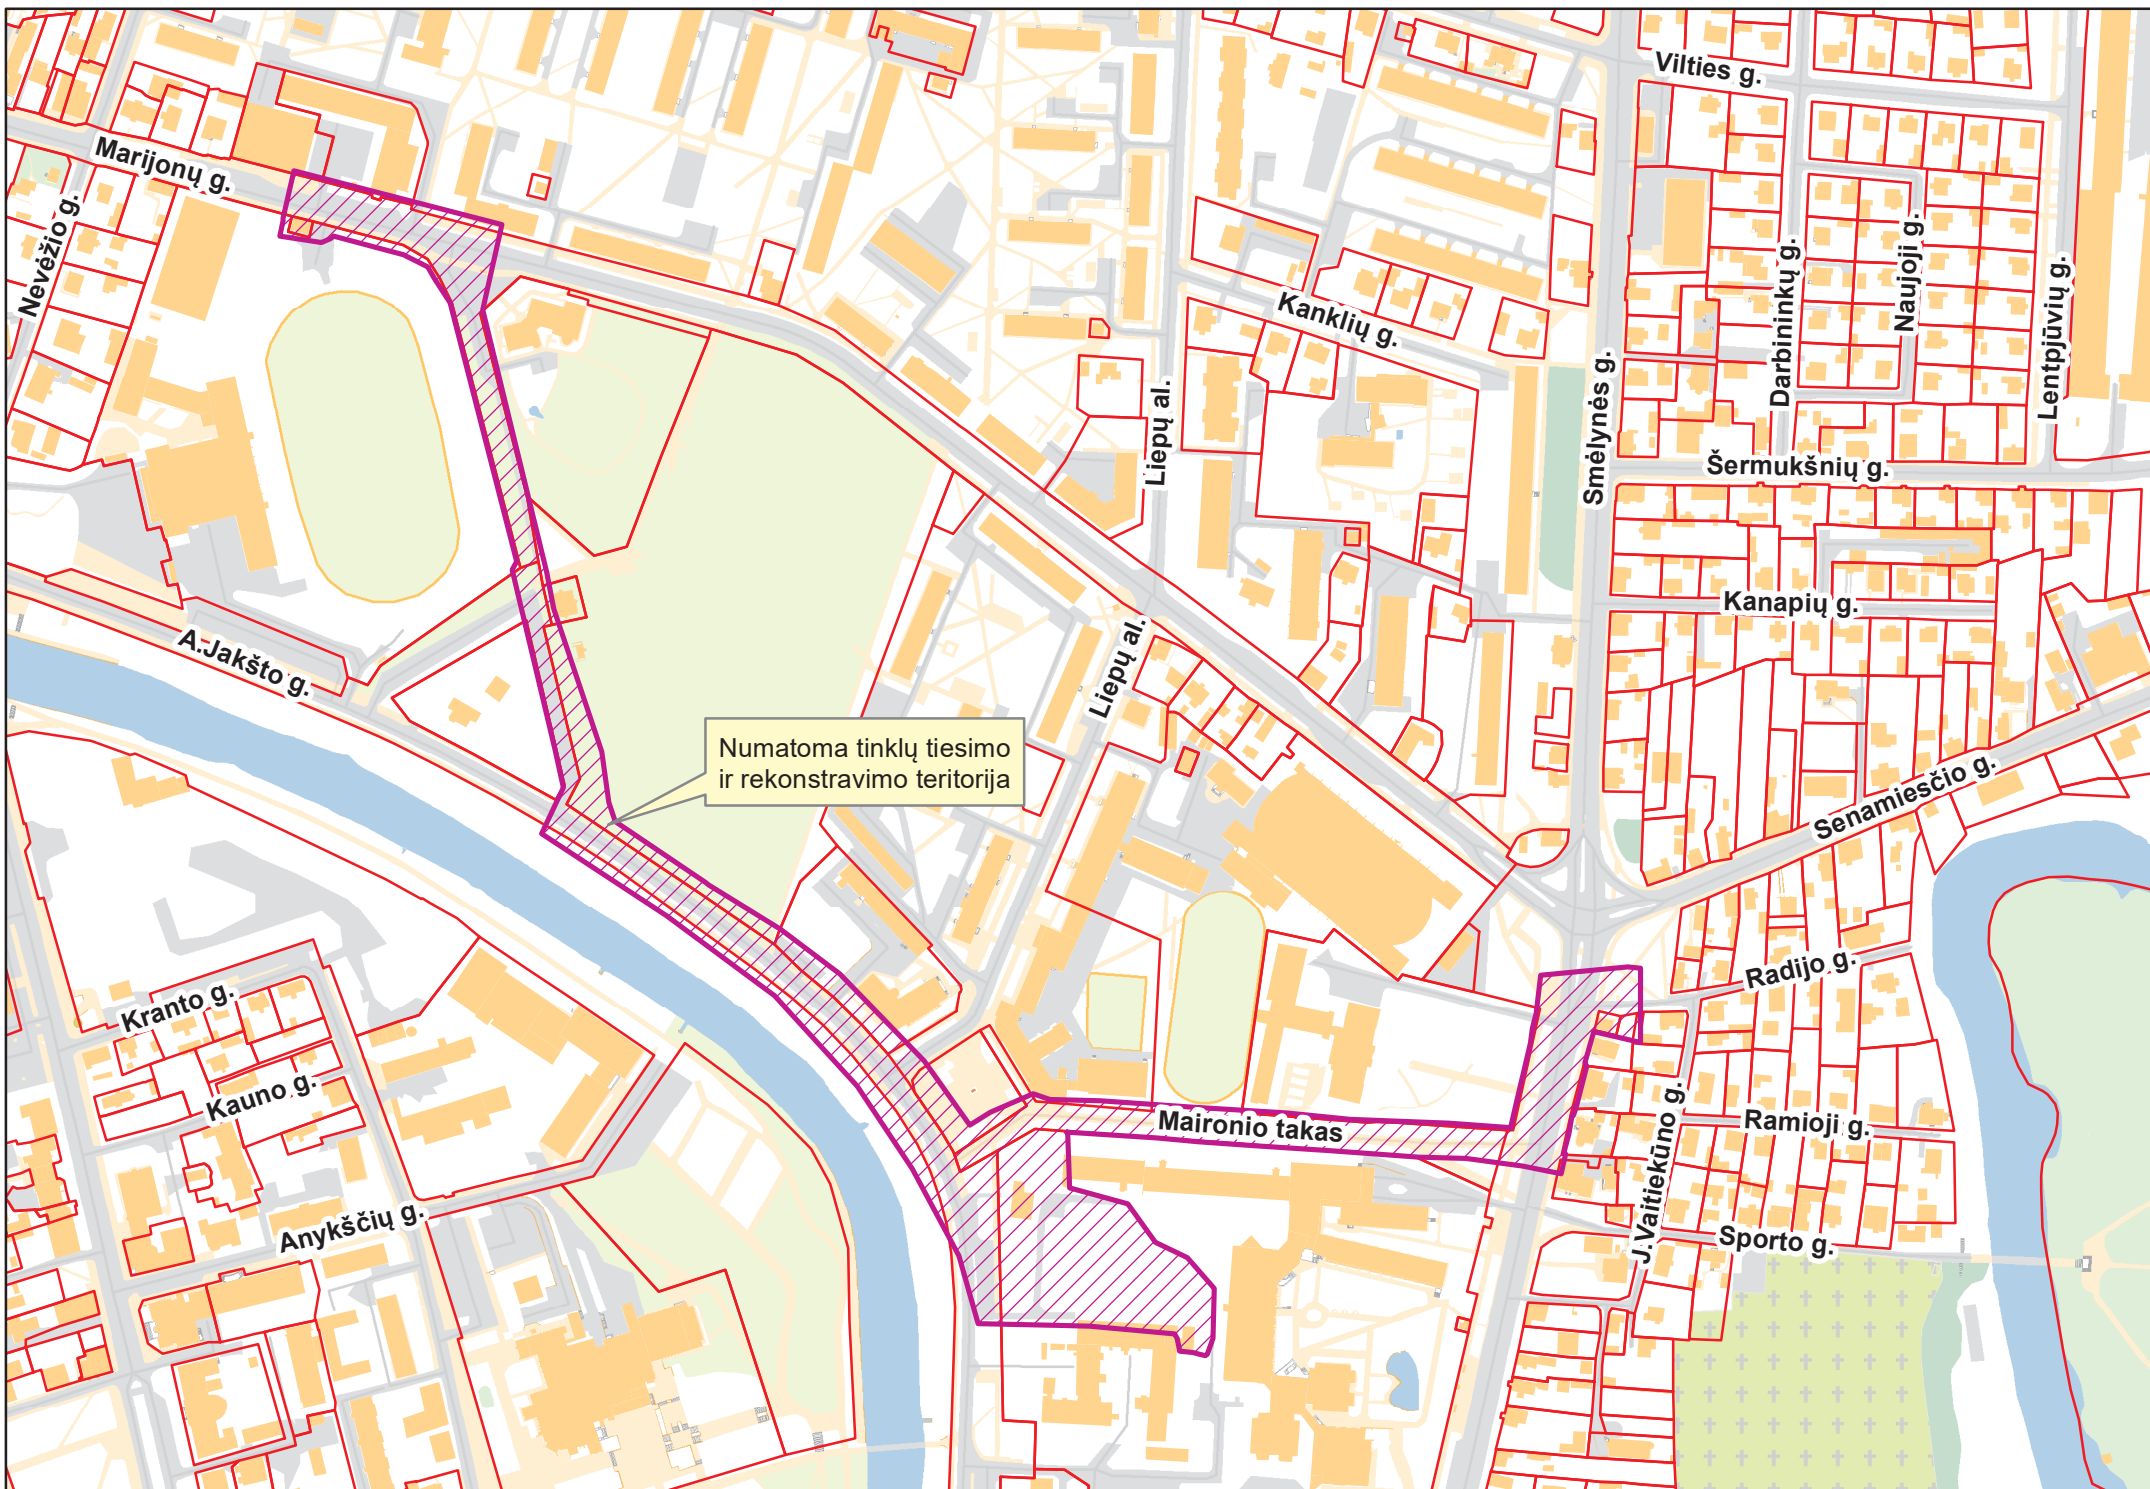 Vilties g.
Marijonų g.
Nevėžio g.
Naujoji g.
Darbininkų g.
Lentpjūvių g.
Kanklių g.
Smėlynės g.
Liepų al.
Šermukšnių g.
Kanapių g.
A.Jakšto g.
Liepų al.
Numatoma tinklų tiesimo
ir rekonstravimo teritorija
Senamiesčio g.
Radijo g.
Kranto g.
Kauno g.
Maironio takas
Ramioji g.
J.Vaitiekūno g.
Anykščių g.
Sporto g.